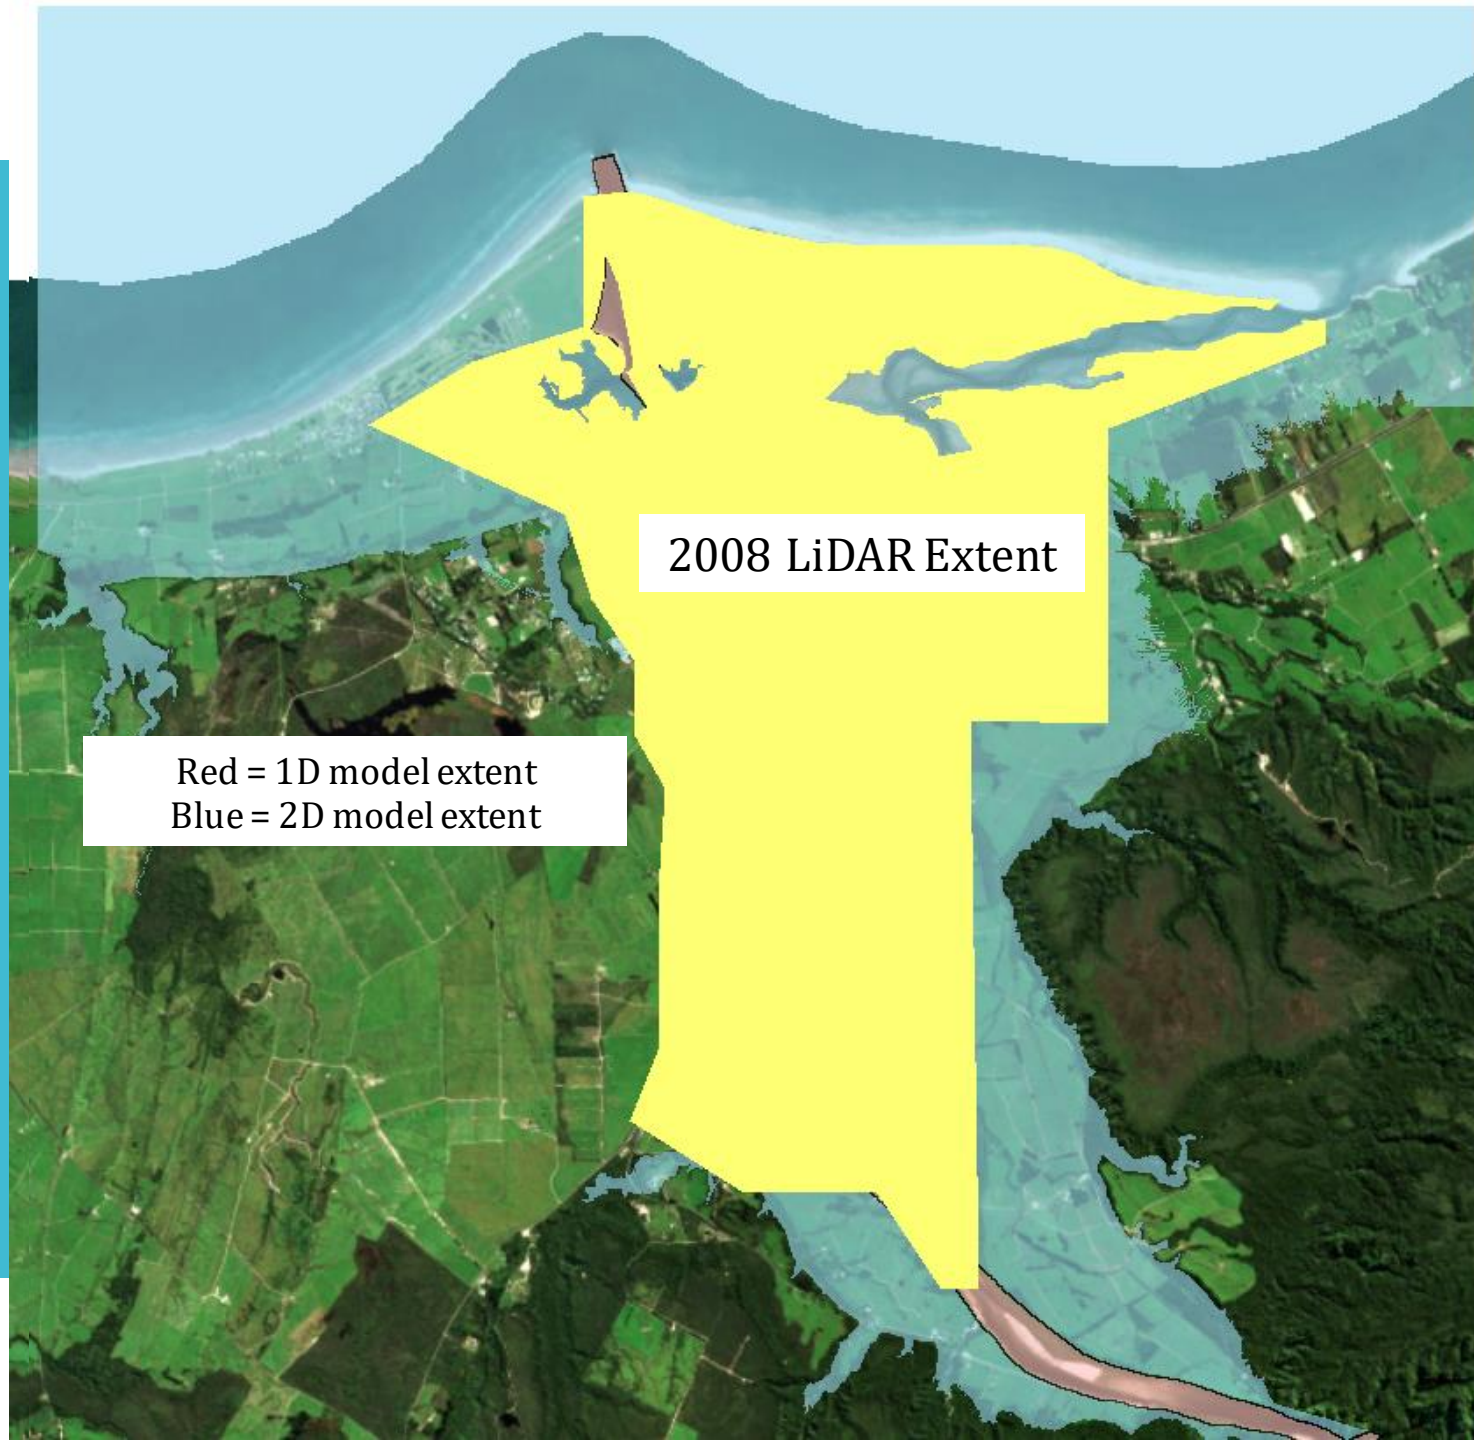 2008 LiDAR Extent
Red = 1D model extent
Blue = 2D model extent